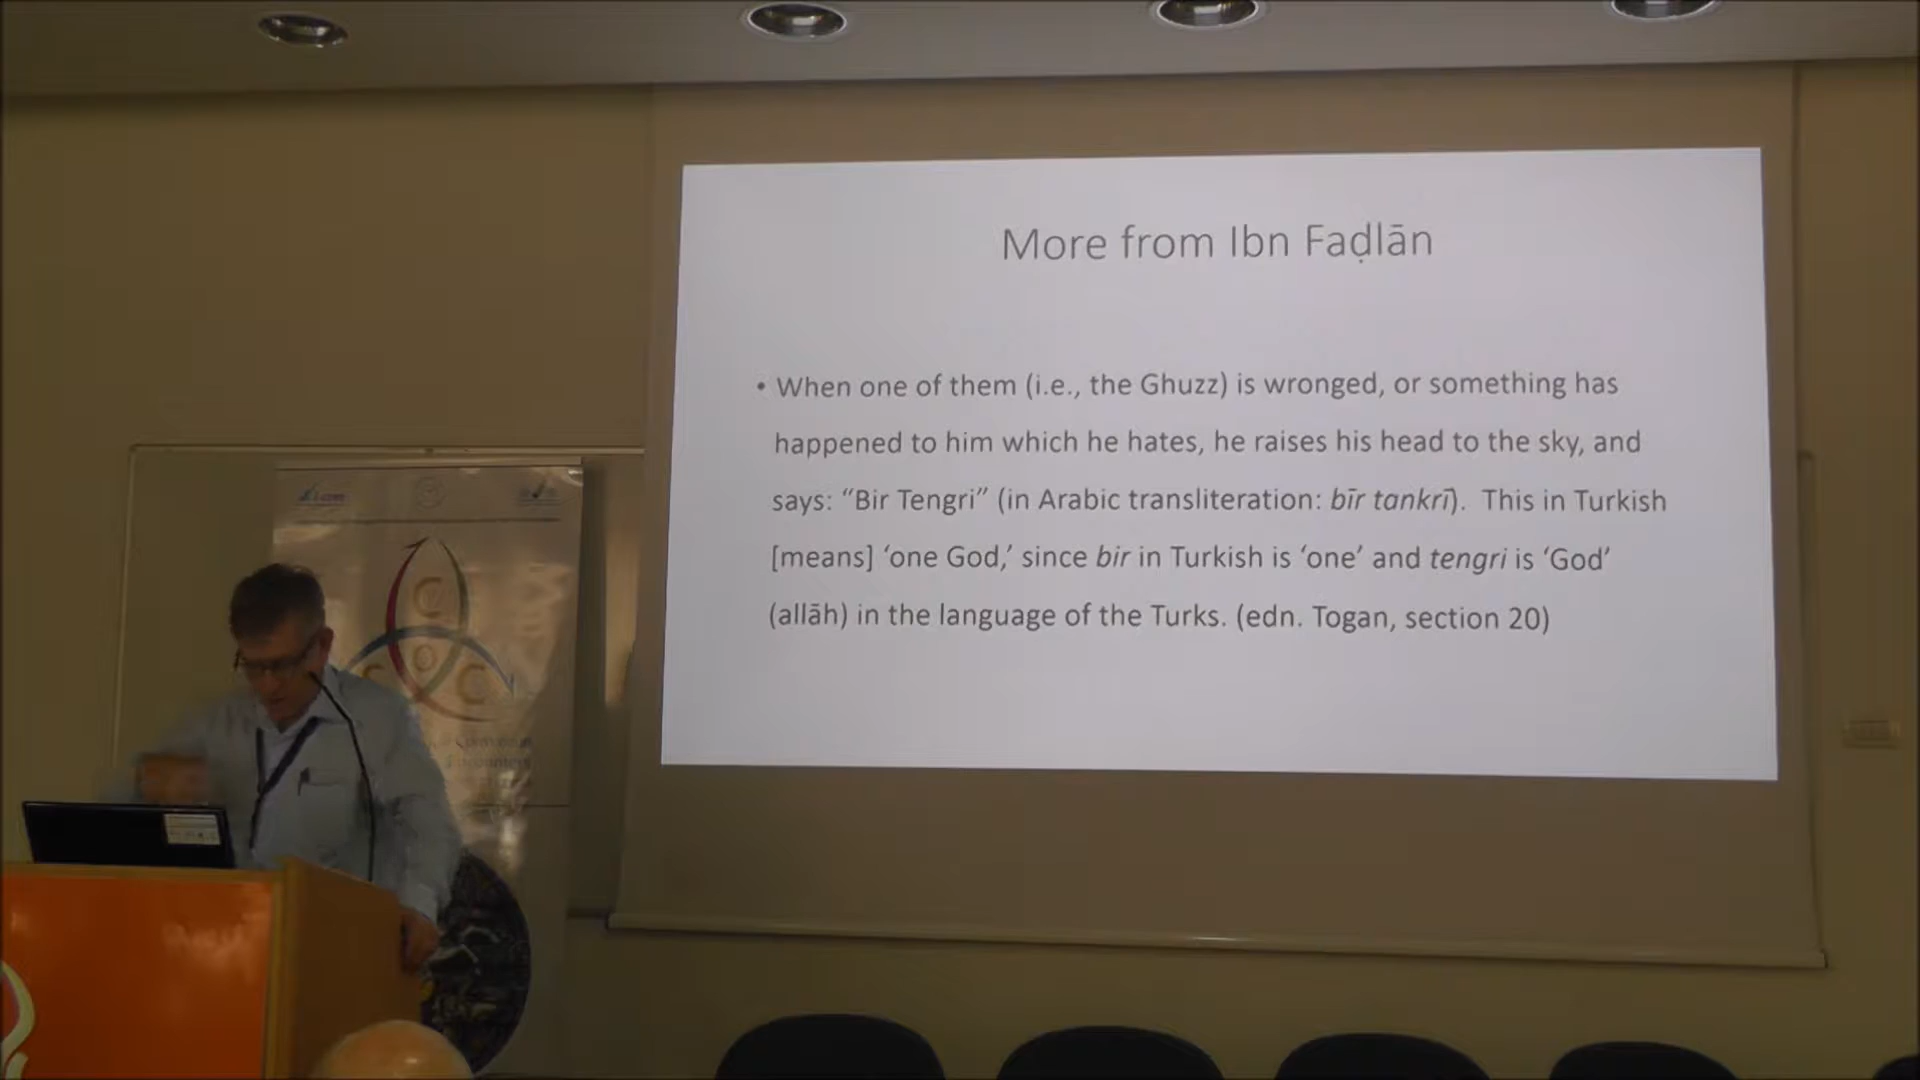 More from Ibn Faḍlān
• When one of them (i.e., the Ghuzz) is wronged, or something has
happened to him which he hates, he raises his head to the sky, and
says: “Bir Tengri” (in Arabic transliteration: bīr tankrī).  This in Turkish
[means] ‘one God,’ since bir in Turkish is ‘one’ and tengri is ‘God’
(allāh) in the language of the Turks. (edn. Togan, section 20)
C
C